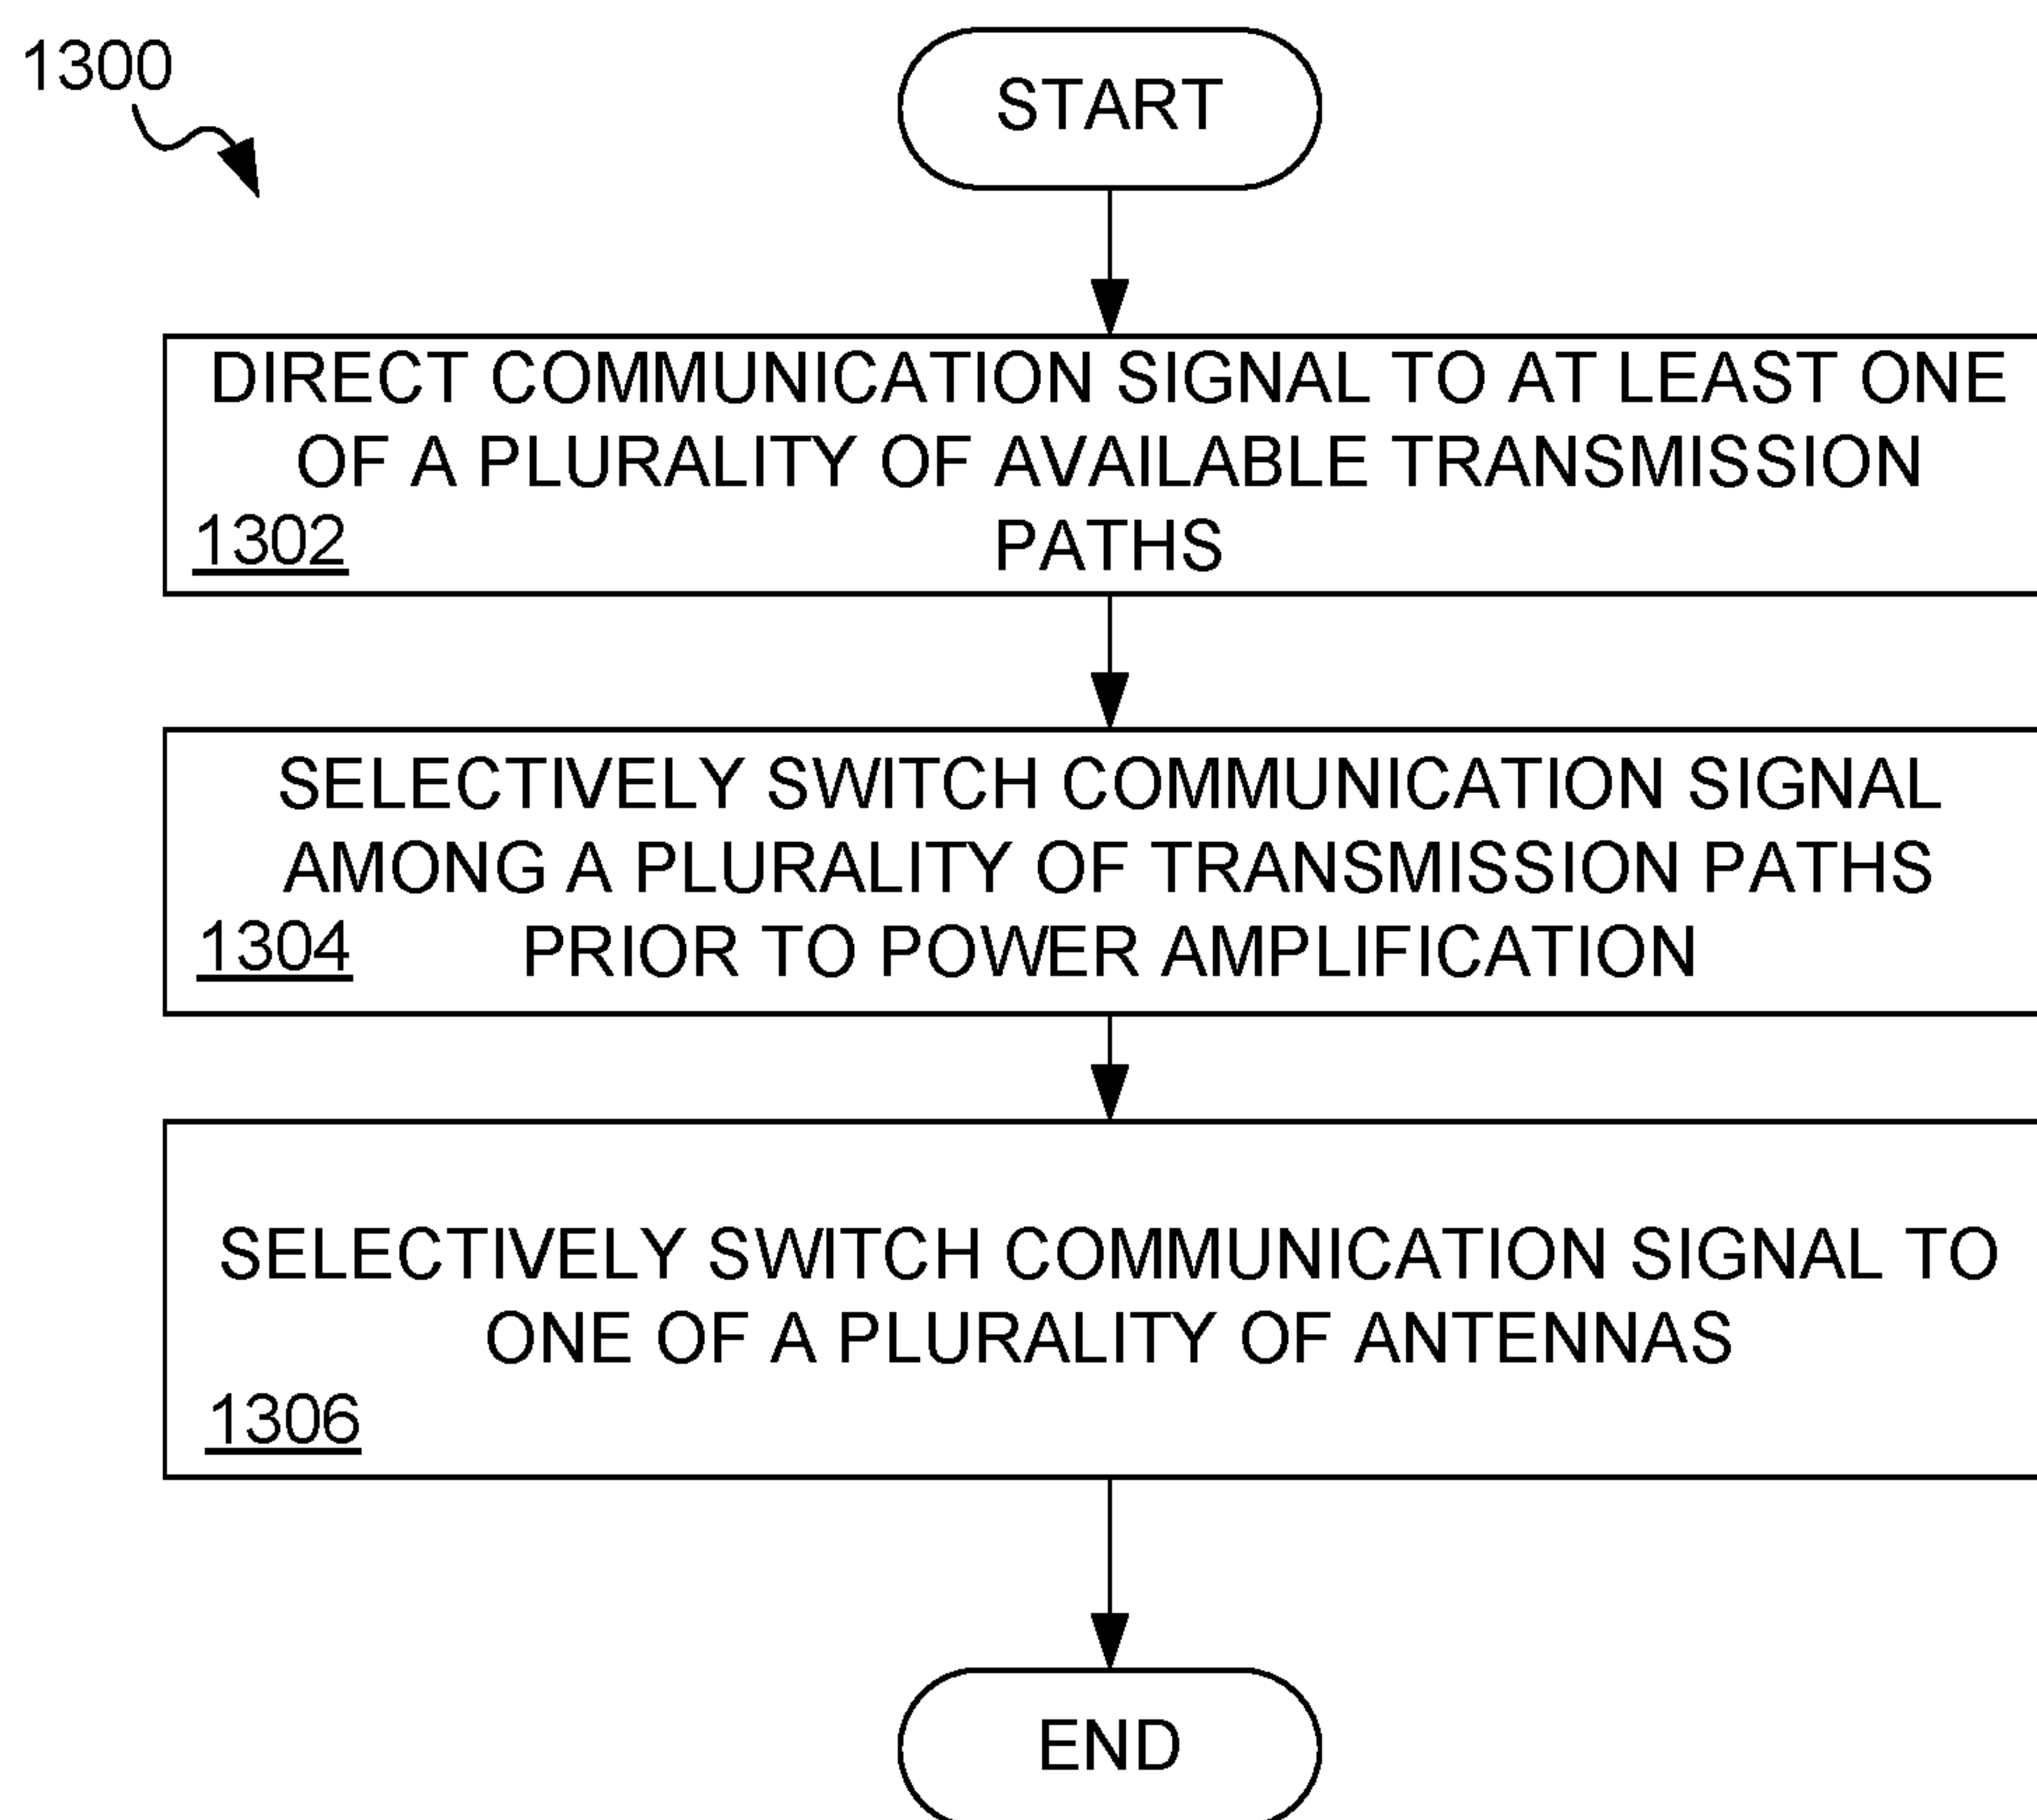 1300
START
DIRECT COMMUNICATION SIGNAL TO AT LEAST ONE
OF A PLURALITY OF AVAILABLE TRANSMISSION
PATHS
1302
SELECTIVELY SWITCH COMMUNICATION SIGNAL
AMONG A PLURALITY OF TRANSMISSION PATHS
PRIOR TO POWER AMPLIFICATION
1304
SELECTIVELY SWITCH COMMUNICATION SIGNAL TO
ONE OF A PLURALITY OF ANTENNAS
1306
END